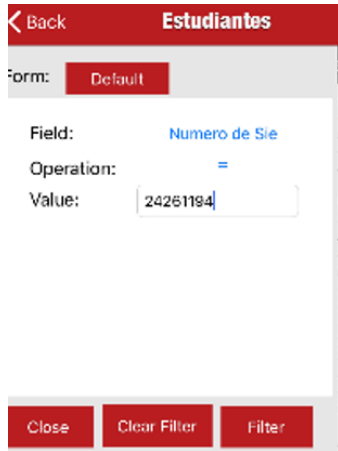 Back Estudiantes
Form: Default
Field: Numero de Sie
Operation: =
Value: 24261194
Close Clear Filter Filter